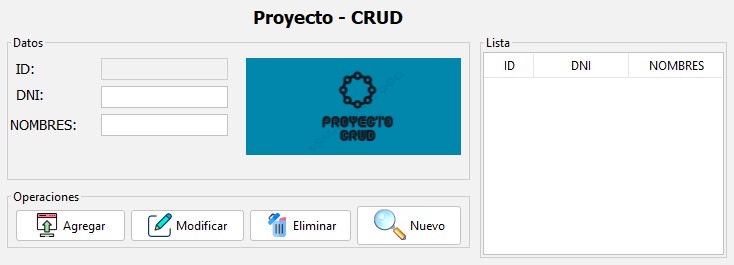 Proyecto - CRUD
Datos
ID:
DNI:
NOMBRES:
PROYECTO
CRUD
Operaciones
Agregar
Modificar
Eliminar
Nuevo
Lista
ID DNI NOMBRES